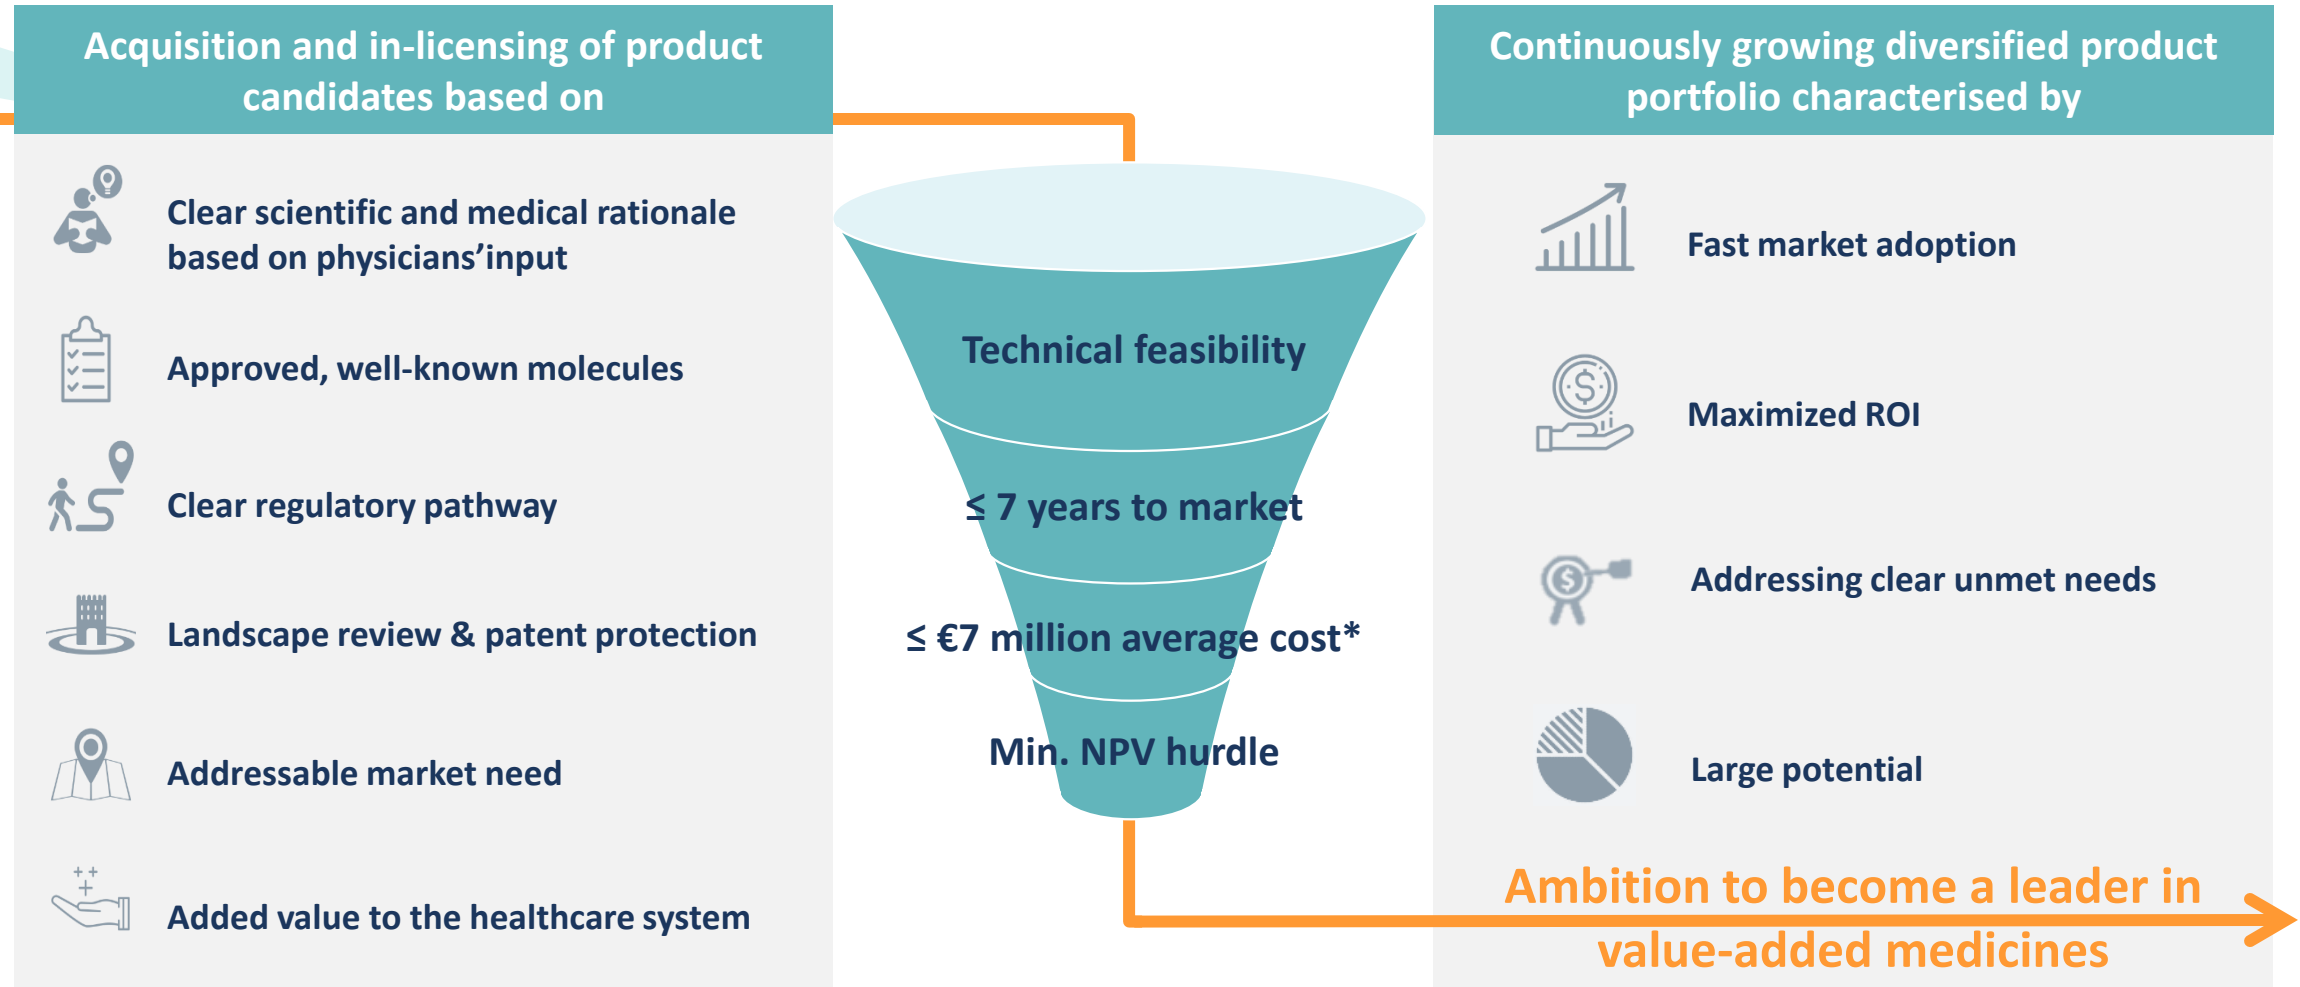 Acquisition and in-licensing of product
candidates based on
Clear scientific and medical rationale
based on physicians'input
Approved, well-known molecules
Clear regulatory pathway
Landscape review & patent protection
Addressable market need
Added value to the healthcare system
Technical feasibility
≤ 7 years to market
≤ €7 million average cost*
Min. NPV hurdle
Continuously growing diversified product
portfolio characterised by
Fast market adoption
$
Maximized ROI
$
Addressing clear unmet needs
Large potential
Ambition to become a leader in
value-added medicines